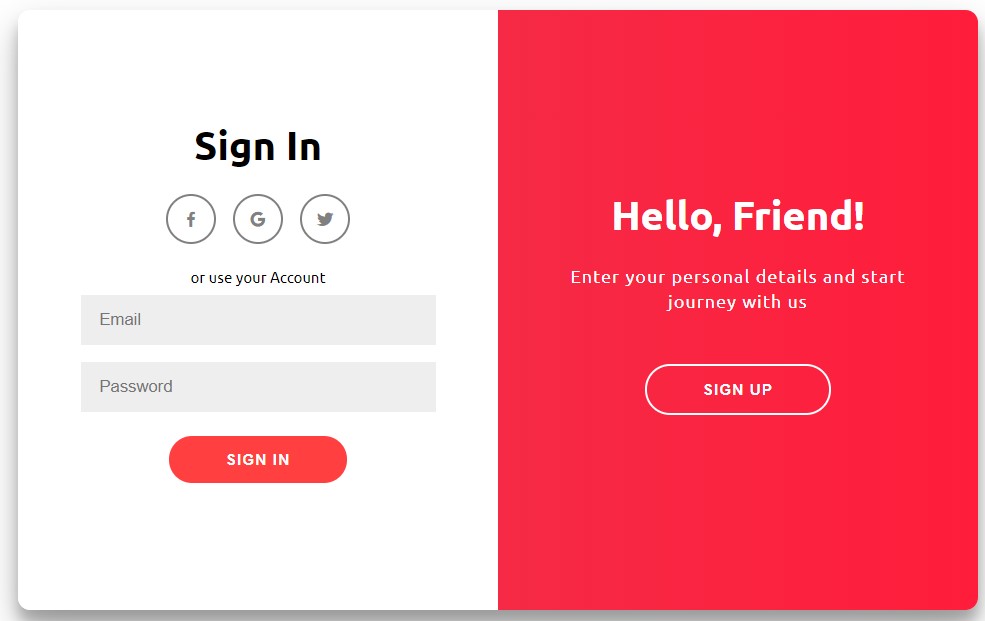 Sign In
or use your Account
Email
Password
SIGN IN
Hello, Friend!
Enter your personal details and start
journey with us
SIGN UP